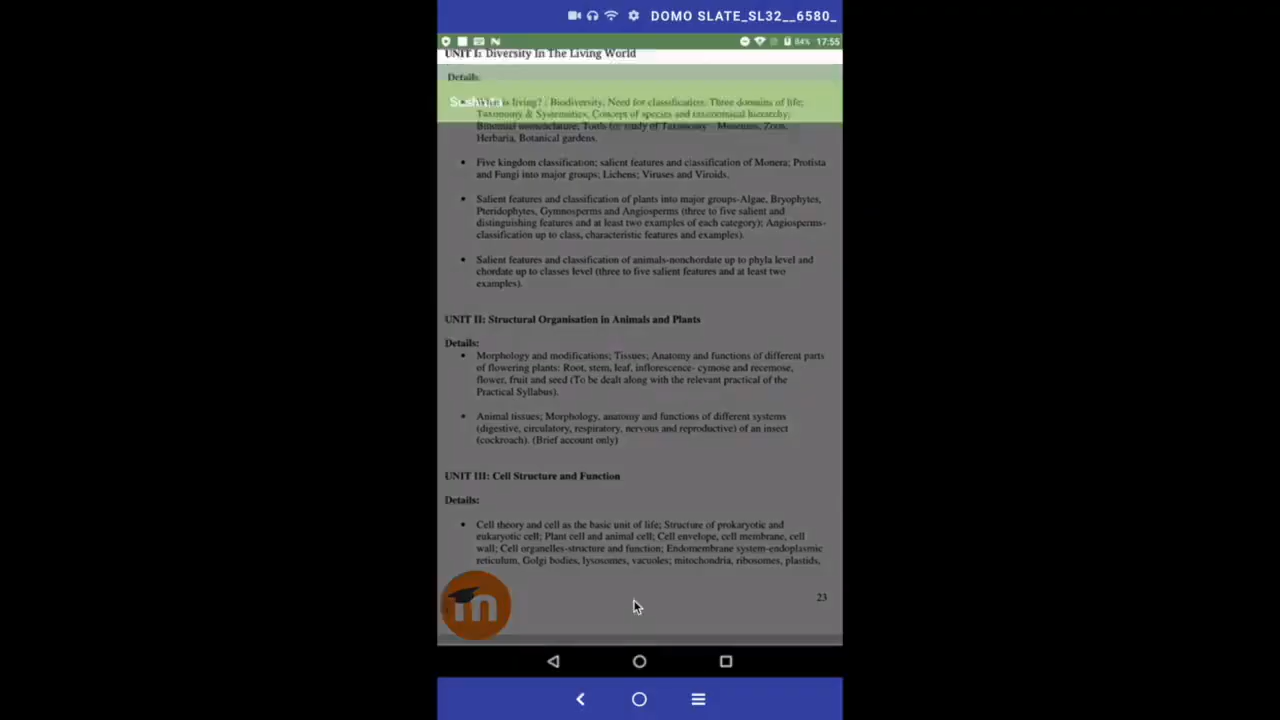 DOMO SLATE_SL32__6580_
84% 17:55
UNIT I: Diversity In The Living World
Details:
Sushmita
• What is living? ; Biodiversity; Need for classification; Three domains of life;
Taxonomy & Systematics; Concept of species and taxonomical hierarchy;
Binomial nomenclature; Tools for study of Taxonomy – Museums, Zoos,
Herbaria, Botanical gardens.
• Five kingdom classification; salient features and classification of Monera; Protista
and Fungi into major groups; Lichens; Viruses and Viroids.
• Salient features and classification of plants into major groups-Algae, Bryophytes,
Pteridophytes, Gymnosperms and Angiosperms (three to five salient and
distinguishing features and at least two examples of each category); Angiosperms-
classification up to class, characteristic features and examples).
• Salient features and classification of animals-nonchordate up to phyla level and
chordate up to classes level (three to five salient features and at least two
examples).
UNIT II: Structural Organisation in Animals and Plants
Details:
• Morphology and modifications; Tissues; Anatomy and functions of different parts
of flowering plants: Root, stem, leaf, inflorescence- cymose and recemose,
flower, fruit and seed (To be dealt along with the relevant practical of the
Practical Syllabus).
• Animal tissues; Morphology, anatomy and functions of different systems
(digestive, circulatory, respiratory, nervous and reproductive) of an insect
(cockroach). (Brief account only)
UNIT III: Cell Structure and Function
Details:
• Cell theory and cell as the basic unit of life; Structure of prokaryotic and
eukaryotic cell; Plant cell and animal cell; Cell envelope, cell membrane, cell
wall; Cell organelles-structure and function; Endomembrane system-endoplasmic
reticulum, Golgi bodies, lysosomes, vacuoles; mitochondria, ribosomes, plastids,
m
23